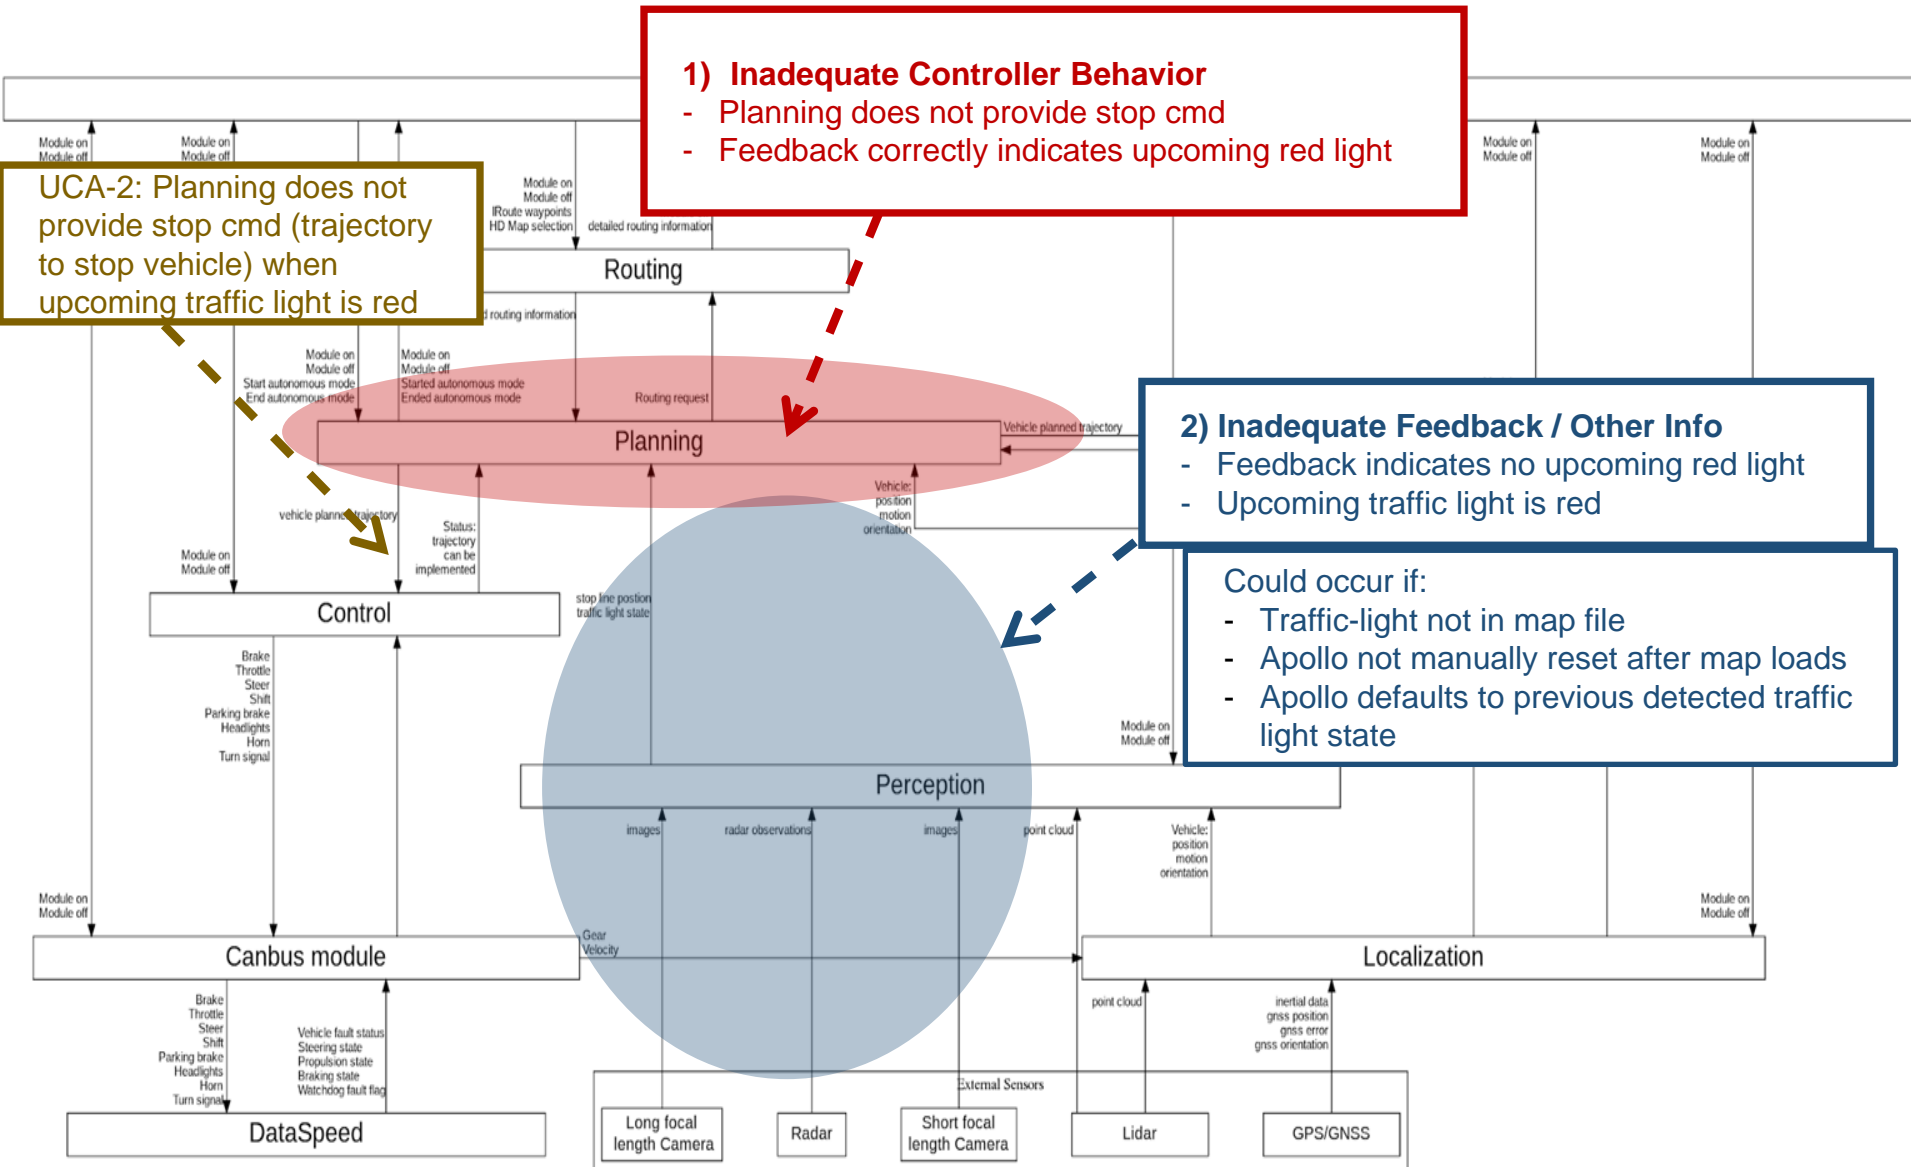 1) Inadequate Controller Behavior
- Planning does not provide stop cmd
- Feedback correctly indicates upcoming red light
Module on
Module off
Module on
Module off
Module on
Module off
Module on
Module off
UCA-2: Planning does not
provide stop cmd (trajectory
to stop vehicle) when
upcoming traffic light is red
Module on
Module off
lRoute waypoints
HD Map selection
detailed routing information
Routing
routing information
Module on
Module off
Start autonomous mode
End autonomous mode
Module on
Module off
Started autonomous mode
Ended autonomous mode
Routing request
Planning
Vehicle planned trajectory
2) Inadequate Feedback / Other Info
- Feedback indicates no upcoming red light
- Upcoming traffic light is red
Vehicle:
position
motion
orientation
vehicle planned trajectory
Status:
trajectory
can be
implemented
Module on
Module off
Could occur if:
- Traffic-light not in map file
- Apollo not manually reset after map loads
- Apollo defaults to previous detected traffic
light state
stop line postion
traffic light state
Control
Brake
Throttle
Steer
Shift
Parking brake
Headlights
Horn
Turn signal
Module on
Module off
Perception
images
radar observations
images
point cloud
Vehicle:
position
motion
orientation
Module on
Module off
Module on
Module off
Canbus module
Gear
Velocity
Localization
Brake
Throttle
Steer
Shift
Parking brake
Headlights
Horn
Turn signal
Vehicle fault status
Steering state
Propulsion state
Braking state
Watchdog fault flag
point cloud
inertial data
gnss position
gnss error
gnss orientation
External Sensors
DataSpeed
Long focal
length Camera
Radar
Short focal
length Camera
Lidar
GPS/GNSS